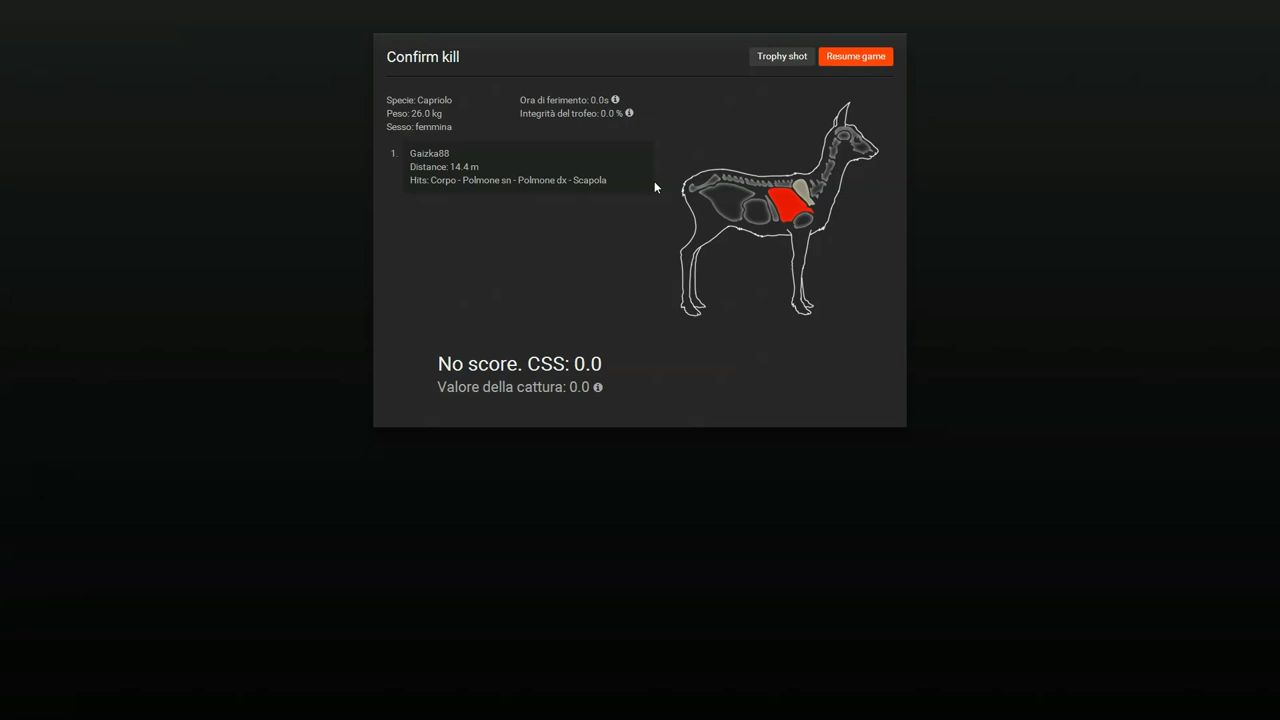 Confirm kill
Trophy shot
Resume game
Specie: Capriolo
Peso: 26.0 kg
Sesso: femmina
Ora di ferimento: 0.0s
Integrità del trofeo: 0.0 %
1. Gaizka88
Distance: 14.4 m
Hits: Corpo - Polmone sn - Polmone dx - Scapola
No score. CSS: 0.0
Valore della cattura: 0.0